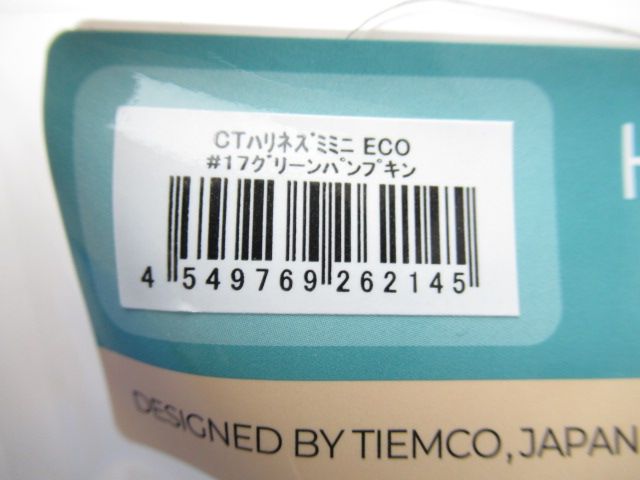 CTハリネズミミニ ECO
#17グリーンパンプキン
4 549769 262145
H
DESIGNED BY TIEMCO, JAPAN